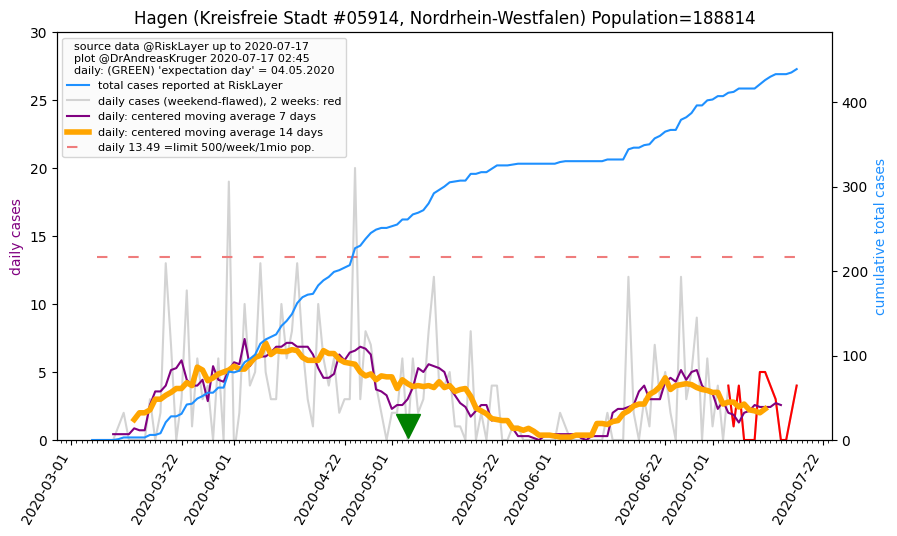 Hagen (Kreisfreie Stadt #05914, Nordrhein-Westfalen) Population=188814
source data @RiskLayer up to 2020-07-17
plot @DrAndreasKruger 2020-07-17 02:45
daily: (GREEN) 'expectation day' = 04.05.2020
total cases reported at RiskLayer
daily cases (weekend-flawed), 2 weeks: red
daily: centered moving average 7 days
daily: centered moving average 14 days
daily 13.49 =limit 500/week/1mio pop.
daily cases
30
25
20
15
10
5
0
cumulative total cases
400
300
200
100
0
2020-03-01
2020-03-22
2020-04-01
2020-04-22
2020-05-01
2020-05-22
2020-06-01
2020-06-22
2020-07-01
2020-07-22